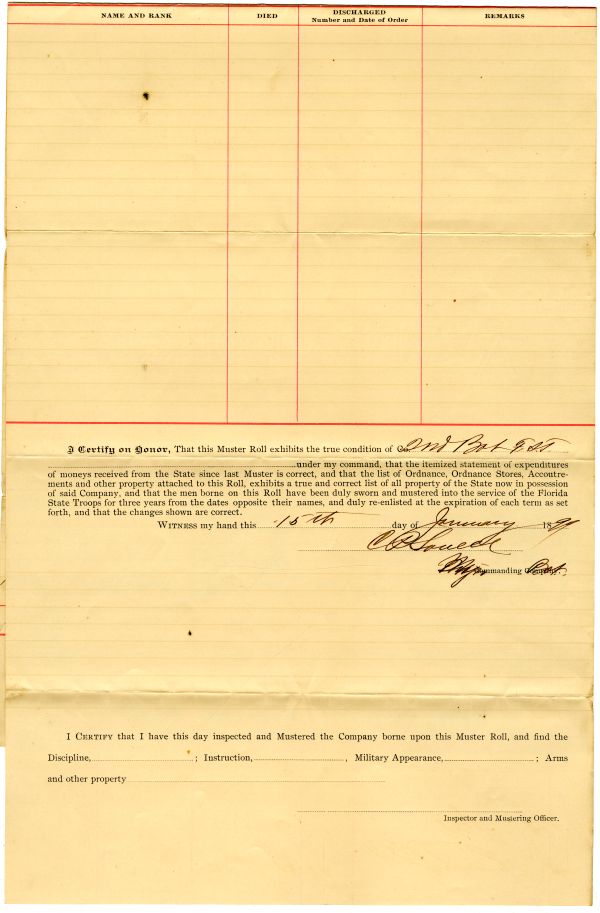 NAME AND RANK DIED DISCHARGED Number and Date of Order REMARKS
I Certify on Honor, That this Muster Roll exhibits the true condition of Co 2nd Bat F S T
under my command, that the itemized statement of expenditures
of moneys received from the State since last Muster is correct, and that the list of Ordnance, Ordnance Stores, Accoutre-
ments and other property attached to this Roll, exhibits a true and correct list of all property of the State now in possession
of said Company, and that the men borne on this Roll have been duly sworn and mustered into the service of the Florida
State Troops for three years from the dates opposite their names, and duly re-enlisted at the expiration of each term as set
forth, and that the changes shown are correct.
WITNESS my hand this 15th day of January 189
Maj. Commanding Bat.
I CERTIFY that I have this day inspected and Mustered the Company borne upon this Muster Roll, and find the
Discipline, ; Instruction, , Military Appearance, ; Arms
and other property
Inspector and Mustering Officer.